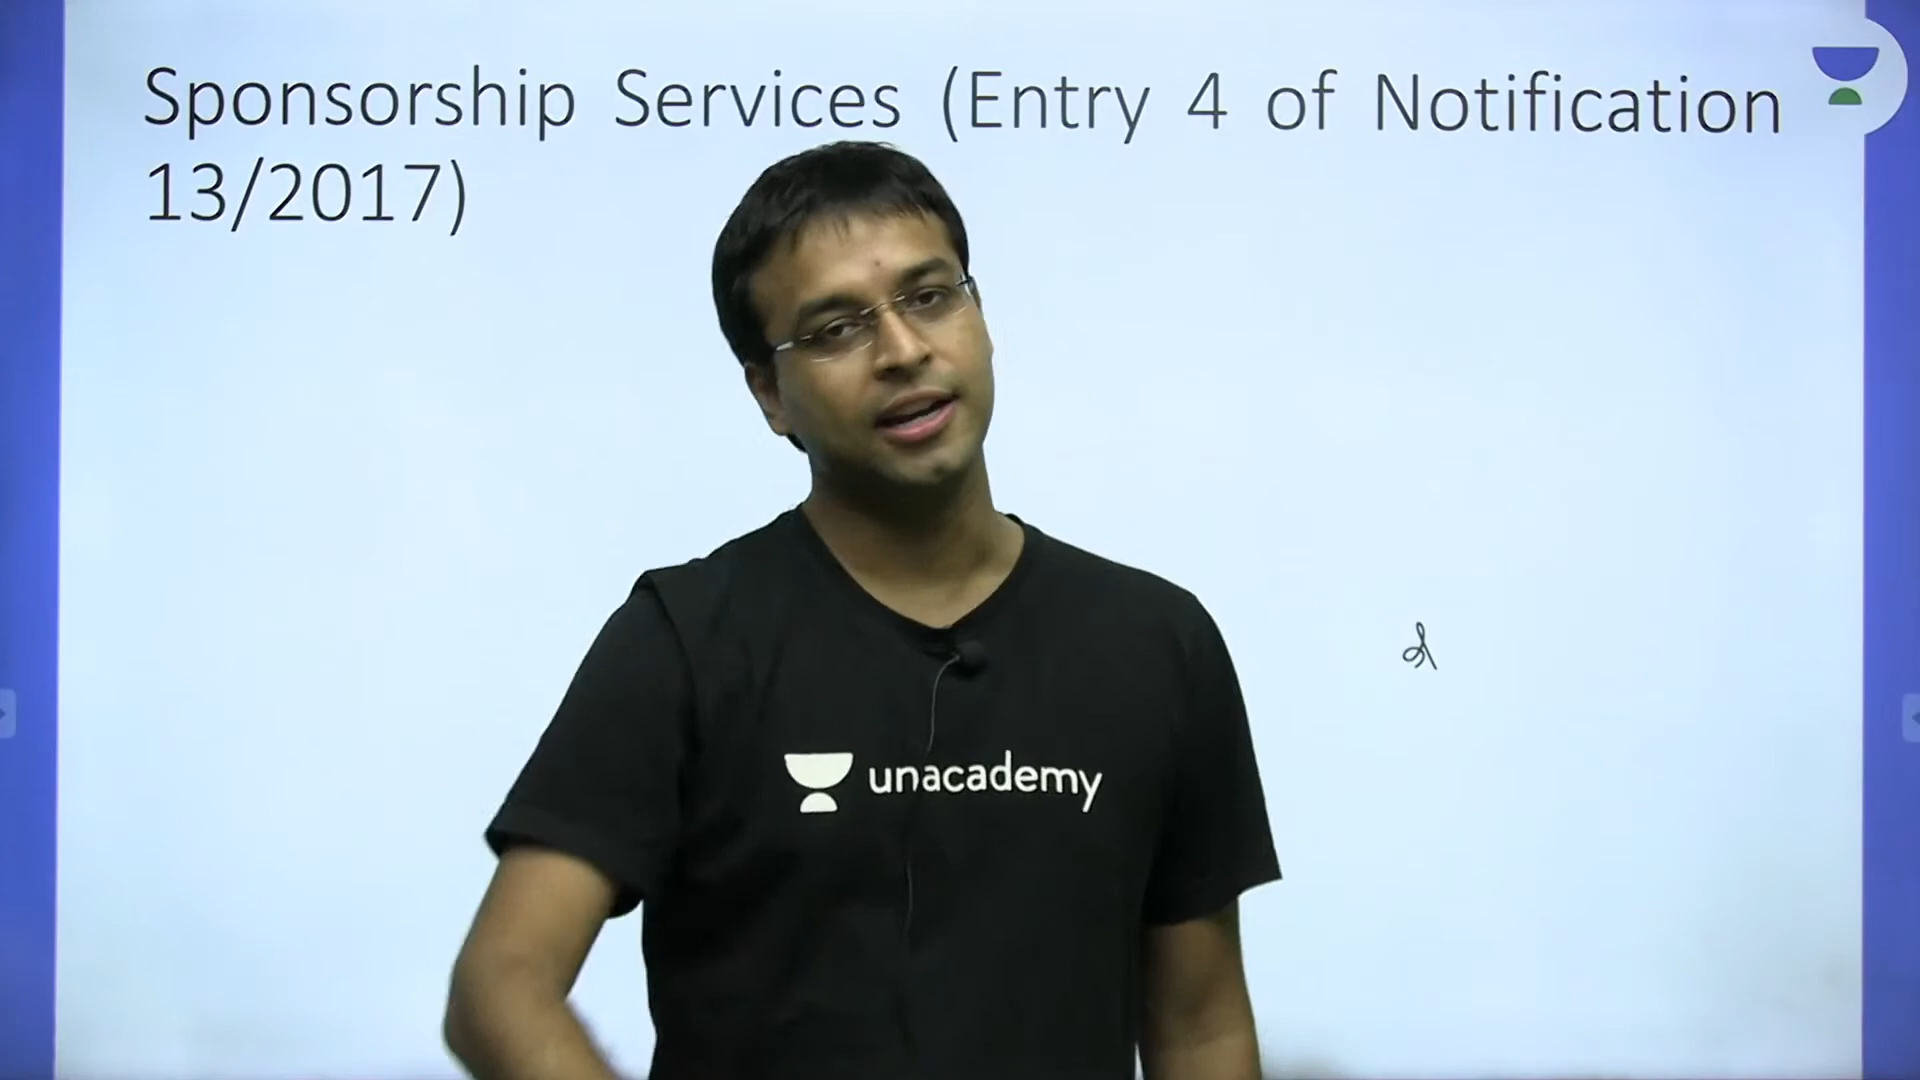 Sponsorship Services (Entry 4 of Notification
13/2017)
unacademy